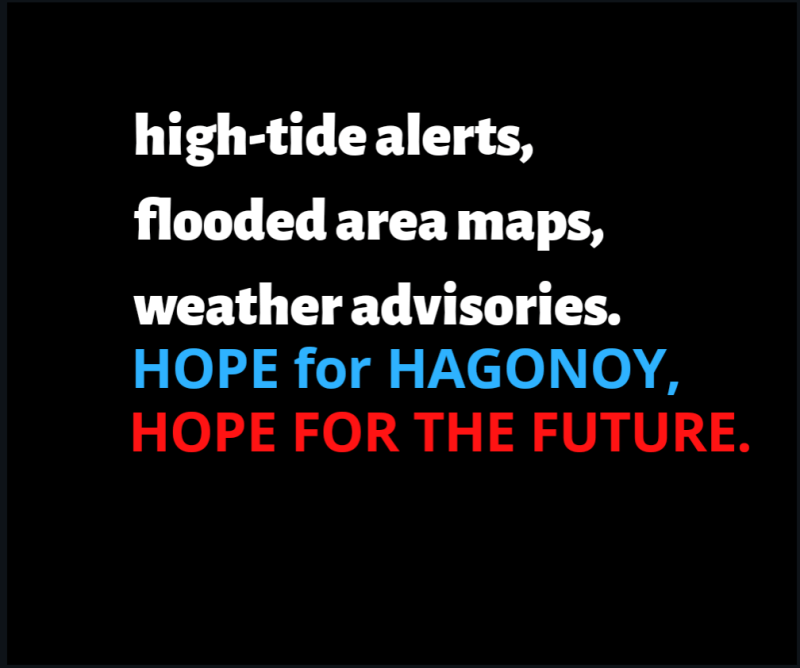 high-tide alerts,
flooded area maps,
weather advisories.
HOPE for HAGONOY,
HOPE FOR THE FUTURE.